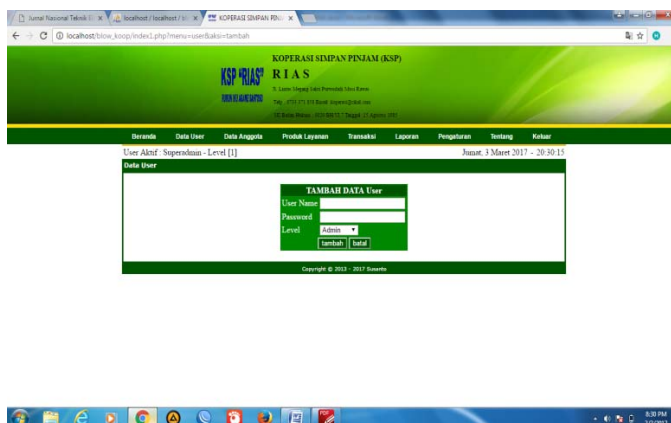 Jurnal Nasional Teknik El
localhost / localhost / bl
KOPERASI SIMPAN PIN
localhost/blow_koop/index1.php?menu=user&aksi=tambah
KOPERASI SIMPAN PINJAM (KSP)
KSP "RIAS"
R I A S
Beranda Data User Data Anggota Produk Layanan Transaksi Laporan Pengaturan Tentang Keluar
User Aktif : Superadmin - Level [1]
Jumat, 3 Maret 2017 - 20:30:15
Data User
TAMBAH DATA User
User Name
Password
Level
Admin
tambah
batal
Copyright © 2013 - 2017 Susanto
8:30 PM